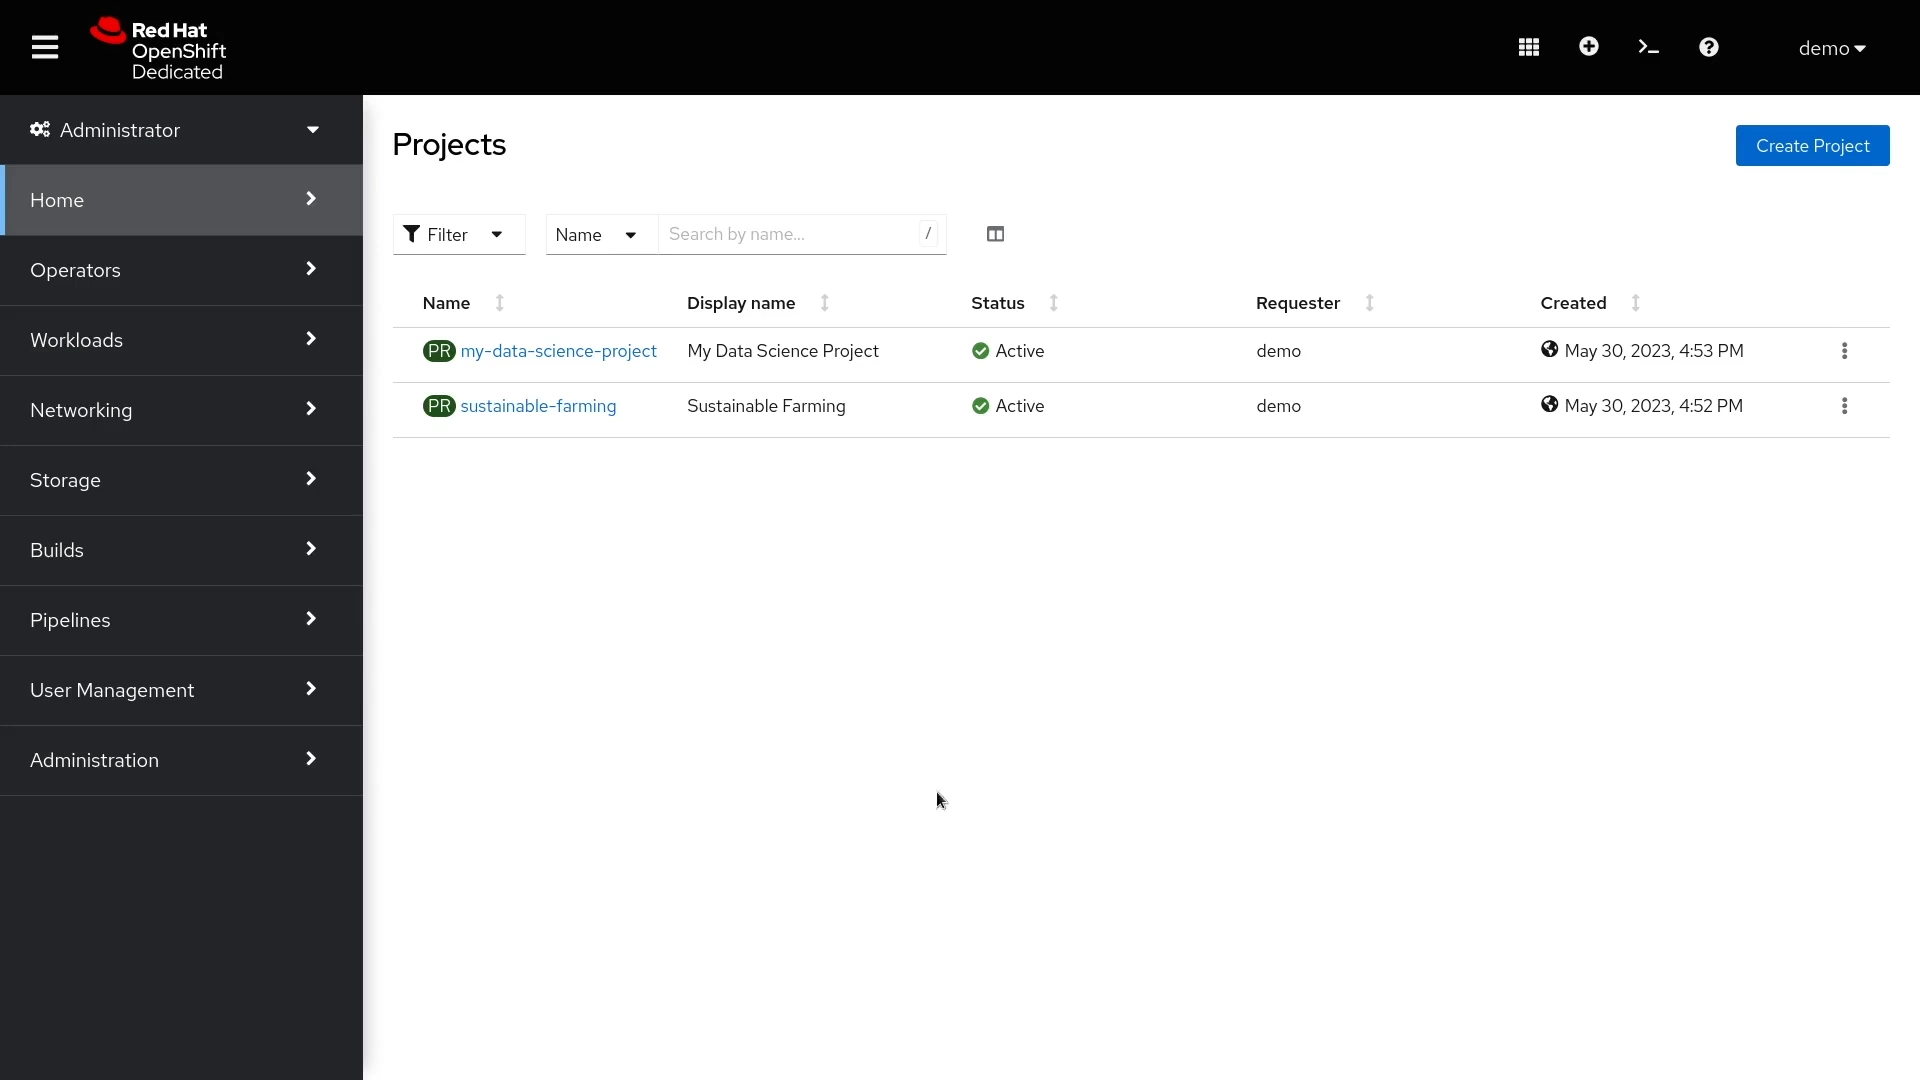 Red Hat
OpenShift
Dedicated
demo
Administrator
Home
Operators
Workloads
Networking
Storage
Builds
Pipelines
User Management
Administration
Projects
Create Project
Filter Name Search by name... /
Name Display name Status Requester Created
PR my-data-science-project My Data Science Project Active demo May 30, 2023, 4:53 PM
PR sustainable-farming Sustainable Farming Active demo May 30, 2023, 4:52 PM